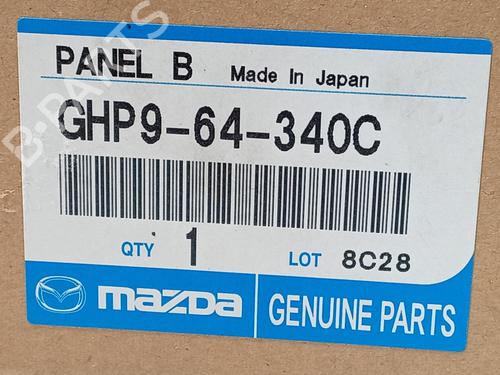 PANEL B Made In Japan
GHP9-64-340C
QTY 1 LOT 8C28
mazda GENUINE PARTS
B-PARTS